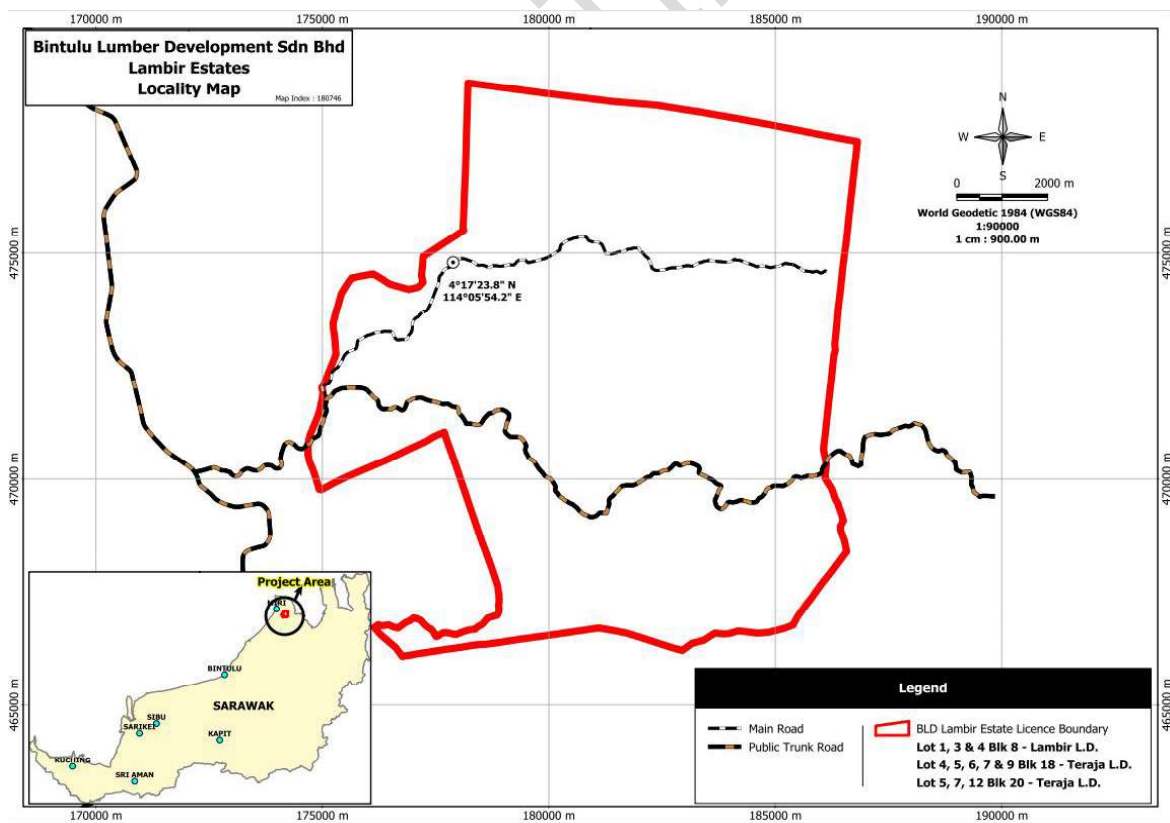 170000 m
175000 m
180000 m
185000 m
190000 m
Bintulu Lumber Development Sdn Bhd
Lambir Estates
Locality Map
Map Index : 180746
N
W
E
S
0
2000 m
World Geodetic 1984 (WGS84)
1:90000
1 cm : 900.00 m
475000 m
475000 m
4°17'23.8" N
114°05'54.2" E
470000 m
470000 m
Project Area
MIRI
BINTULU
SARAWAK
SIBU
SARIKEI
KAPIT
KUCHING
SRI AMAN
465000 m
465000 m
Legend
Main Road
Public Trunk Road
BLD Lambir Estate Licence Boundary
Lot 1, 3 & 4 Blk 8 - Lambir L.D.
Lot 4, 5, 6, 7 & 9 Blk 18 - Teraja L.D.
Lot 5, 7, 12 Blk 20 - Teraja L.D.
170000 m
175000 m
180000 m
185000 m
190000 m